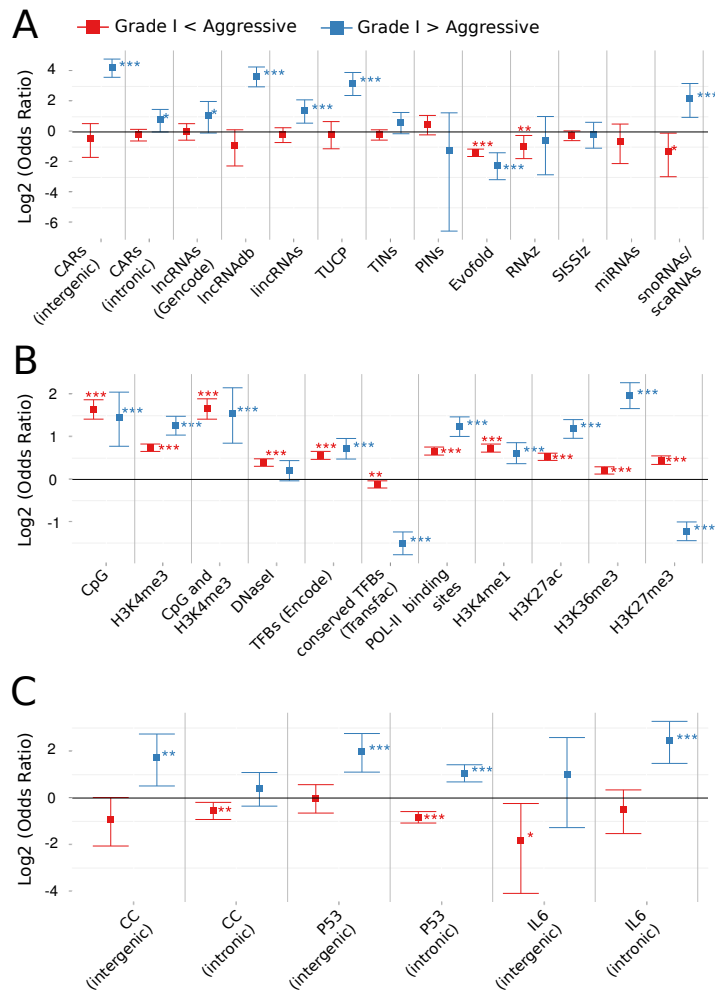 A
Grade I < Aggressive
Grade I > Aggressive
Log2 (Odds Ratio)
4
2
0
-2
-4
-6
***
*
*
***
***
***
***
***
**
*
***
CARs
(intergenic)
CARs
(intronic)
lncRNAs
(Gencode)
lncRNAdb
lincRNAs
TUCP
TINs
PINs
Evofold
RNAz
SISSIz
miRNAs
snoRNAs/
scaRNAs
B
Log2 (Odds Ratio)
2
1
0
-1
***
***
***
***
***
***
***
***
***
**
***
***
***
***
***
***
***
***
***
***
***
CpG
H3K4me3
CpG and
H3K4me3
DNaseI
TFBs (Encode)
conserved TFBs
(Transfac)
POL-II binding
sites
H3K4me1
H3K27ac
H3K36me3
H3K27me3
C
Log2 (Odds Ratio)
2
0
-2
-4
**
**
***
***
***
*
***
CC
(intergenic)
CC
(intronic)
P53
(intergenic)
P53
(intronic)
IL6
(intergenic)
IL6
(intronic)